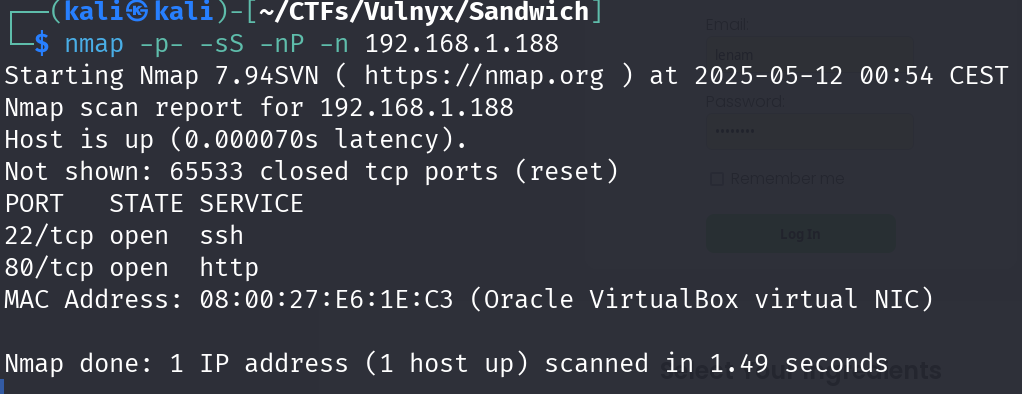 ┌──(kali㉿kali)-[~/CTFs/Vulnyx/Sandwich]
└─$ nmap -p- -sS -nP -n 192.168.1.188
Starting Nmap 7.94SVN ( https://nmap.org ) at 2025-05-12 00:54 CEST
Nmap scan report for 192.168.1.188
Host is up (0.000070s latency).
Not shown: 65533 closed tcp ports (reset)
PORT   STATE SERVICE
22/tcp open  ssh
80/tcp open  http
MAC Address: 08:00:27:E6:1E:C3 (Oracle VirtualBox virtual NIC)
Nmap done: 1 IP address (1 host up) scanned in 1.49 seconds
Email:
lenam
Password:
••••••••
Remember me
Log In
Select Your Ingredients